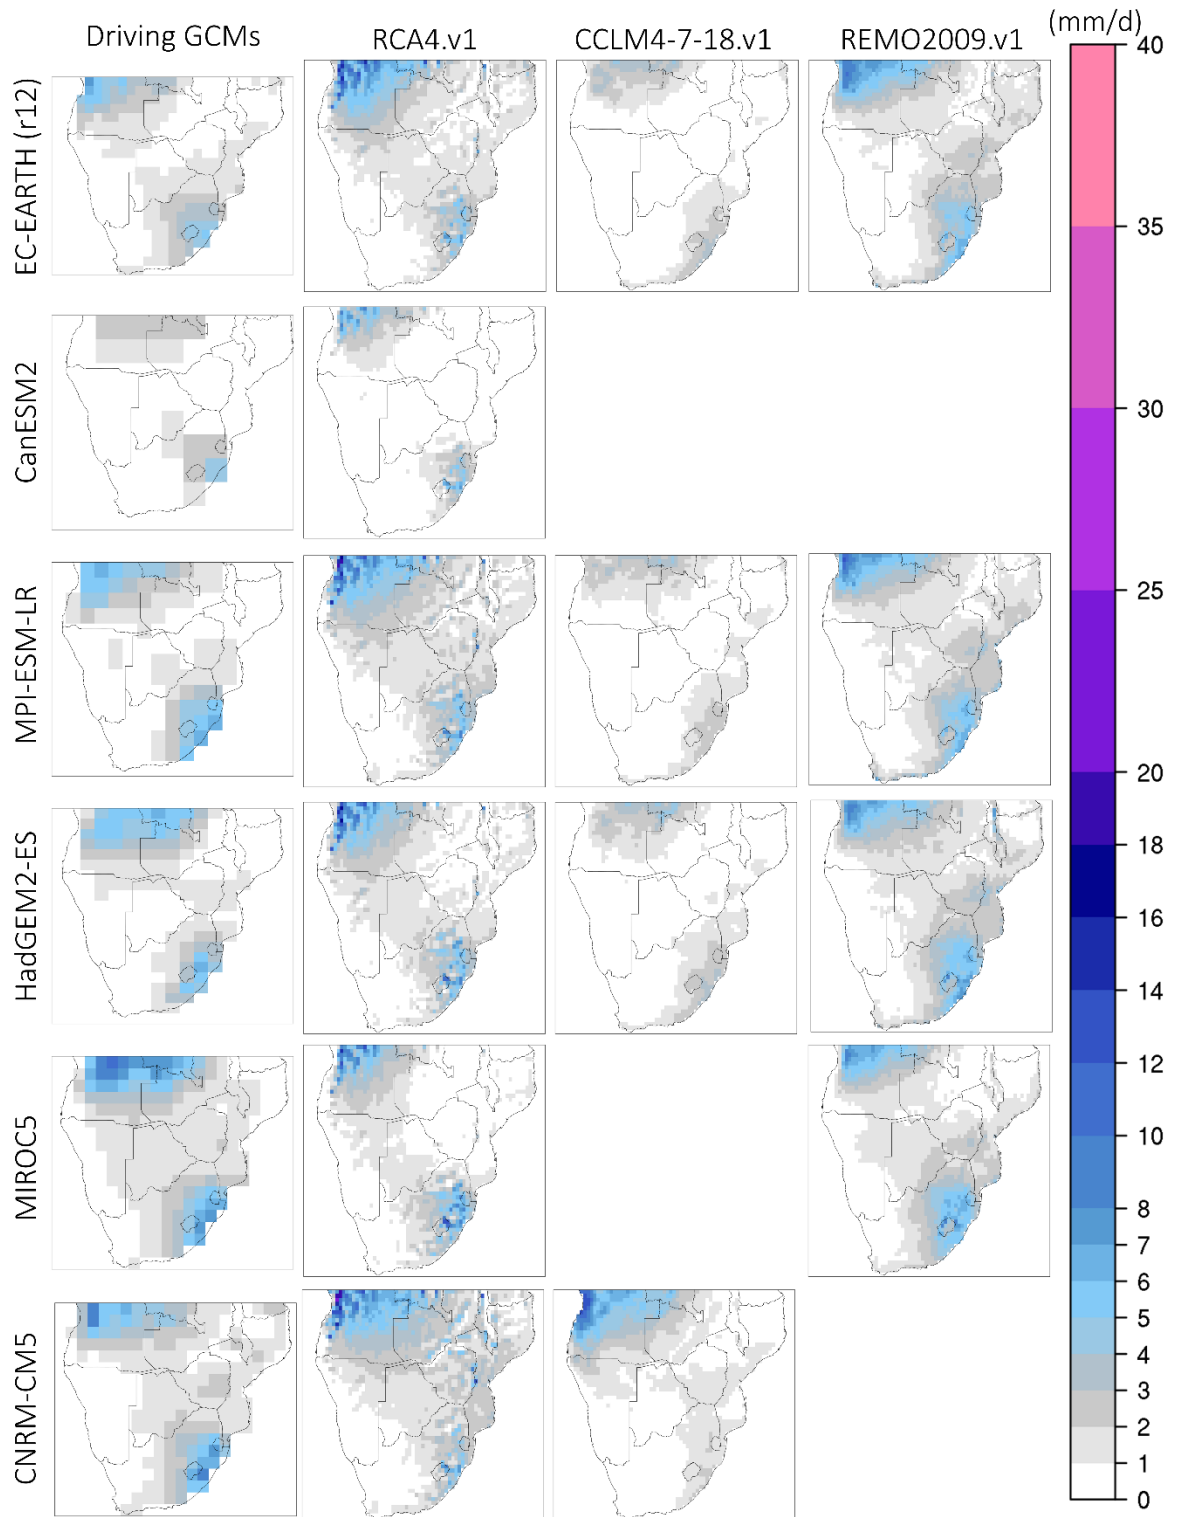 Driving GCMs
RCA4.v1
CCLM4-7-18.v1
REMO2009.v1
(mm/d)
EC-EARTH (r12)
CanESM2
MPI-ESM-LR
HadGEM2-ES
MIROC5
CNRM-CM5
40
35
30
25
20
18
16
14
12
10
8
7
6
5
4
3
2
1
0